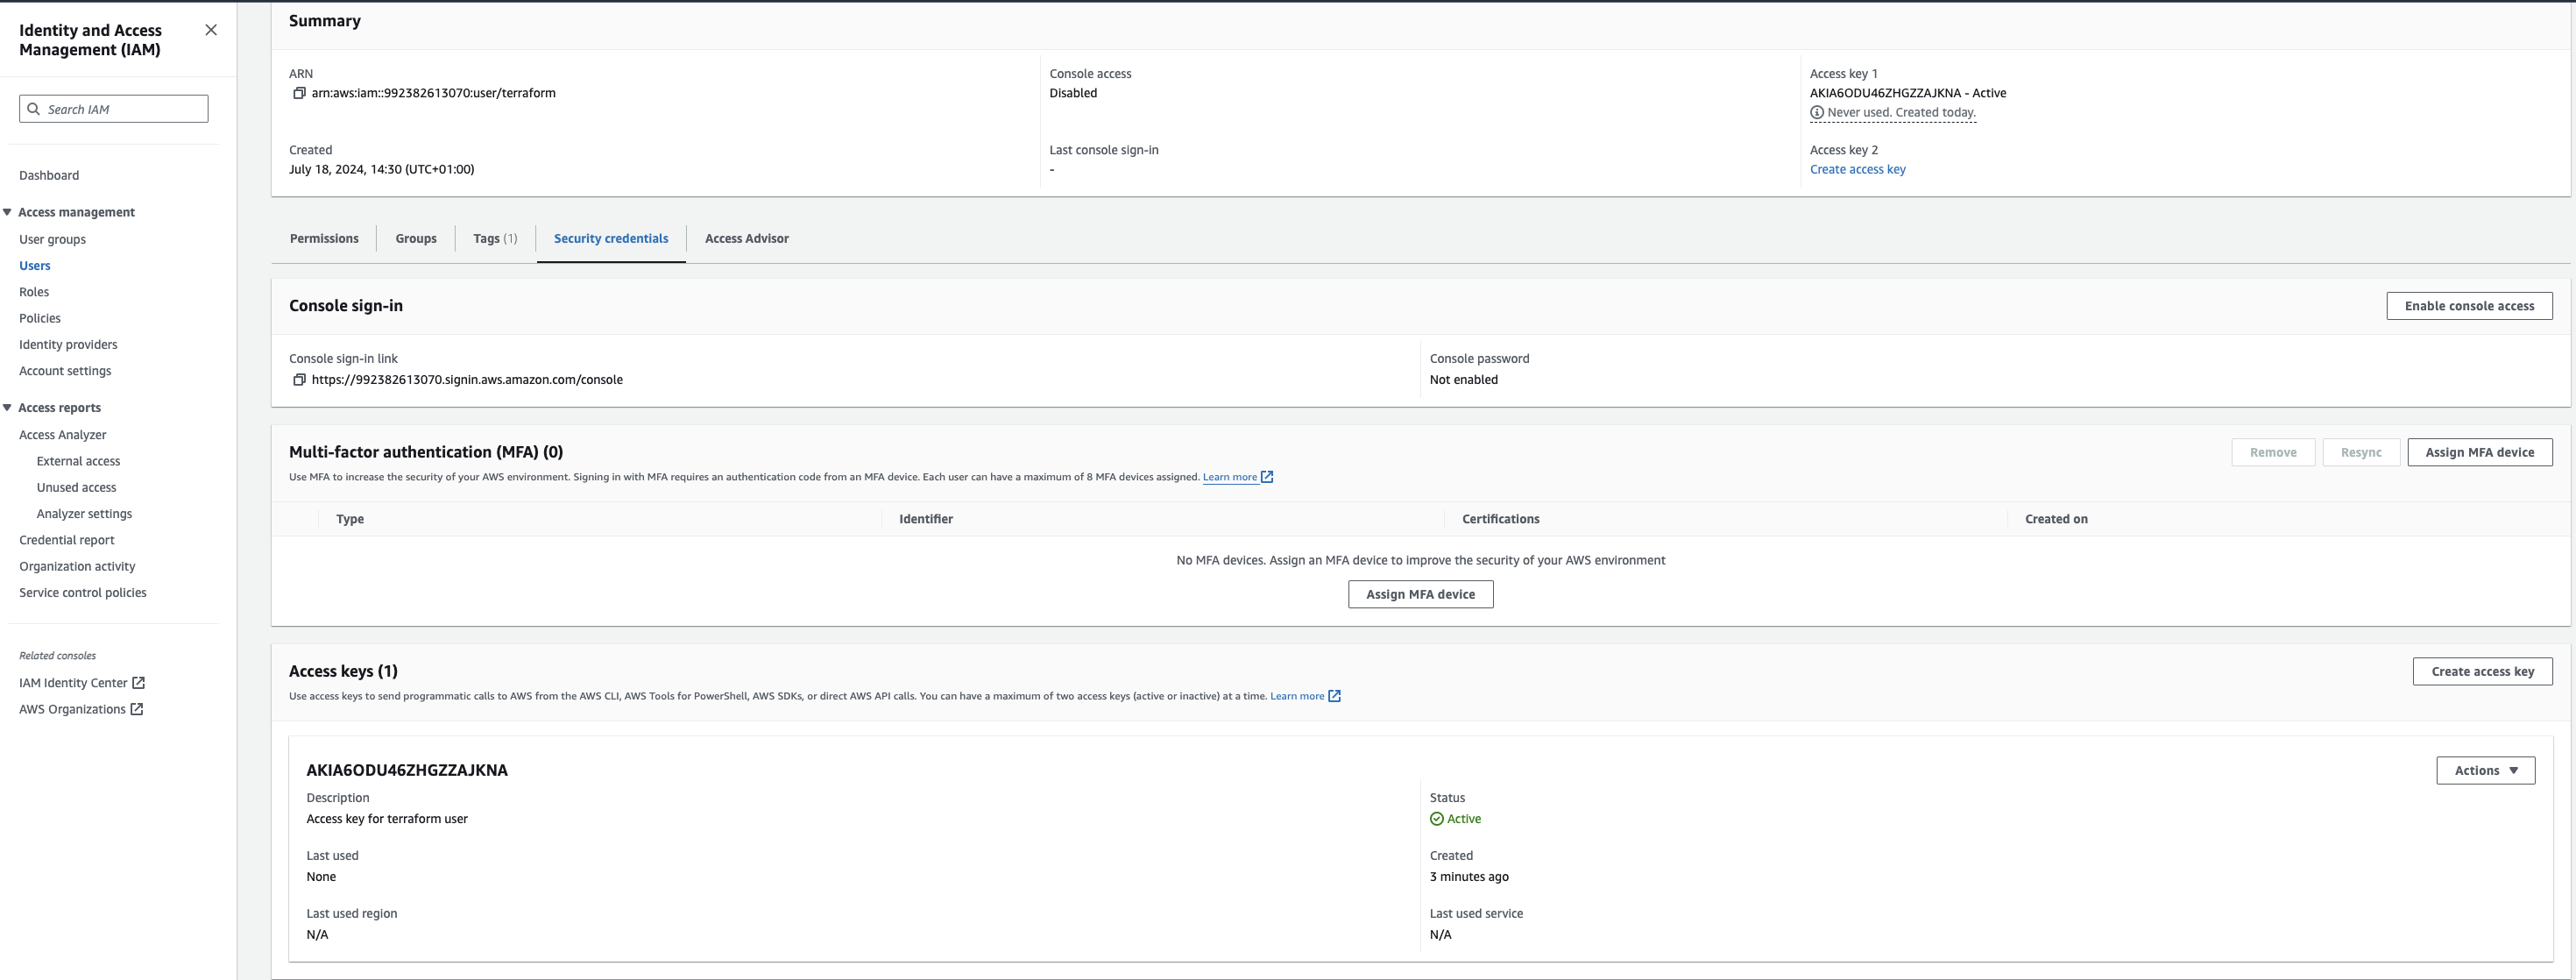 Identity and Access
Management (IAM)
Search IAM
Dashboard
Access management
User groups
Users
Roles
Policies
Identity providers
Account settings
Access reports
Access Analyzer
External access
Unused access
Analyzer settings
Credential report
Organization activity
Service control policies
Related consoles
IAM Identity Center
AWS Organizations
Summary
ARN
arn:aws:iam::992382613070:user/terraform
Console access
Disabled
Access key 1
AKIA6ODU46ZHGZZAJKNA - Active
Never used. Created today.
Created
July 18, 2024, 14:30 (UTC+01:00)
Last console sign-in
-
Access key 2
Create access key
Permissions
Groups
Tags (1)
Security credentials
Access Advisor
Console sign-in
Enable console access
Console sign-in link
https://992382613070.signin.aws.amazon.com/console
Console password
Not enabled
Multi-factor authentication (MFA) (0)
Use MFA to increase the security of your AWS environment. Signing in with MFA requires an authentication code from an MFA device. Each user can have a maximum of 8 MFA devices assigned. Learn more
Remove
Resync
Assign MFA device
Type
Identifier
Certifications
Created on
No MFA devices. Assign an MFA device to improve the security of your AWS environment
Assign MFA device
Access keys (1)
Create access key
Use access keys to send programmatic calls to AWS from the AWS CLI, AWS Tools for PowerShell, AWS SDKs, or direct AWS API calls. You can have a maximum of two access keys (active or inactive) at a time. Learn more
AKIA6ODU46ZHGZZAJKNA
Actions
Description
Access key for terraform user
Status
Active
Last used
None
Created
3 minutes ago
Last used region
N/A
Last used service
N/A